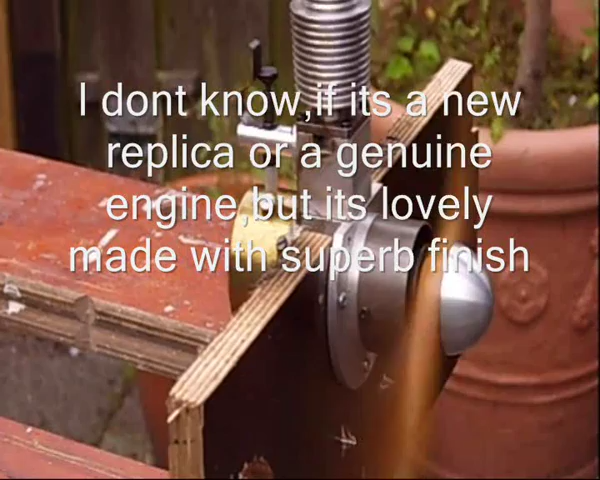 I dont know,if its a new
replica or a genuine
engine,but its lovely
made with superb finish